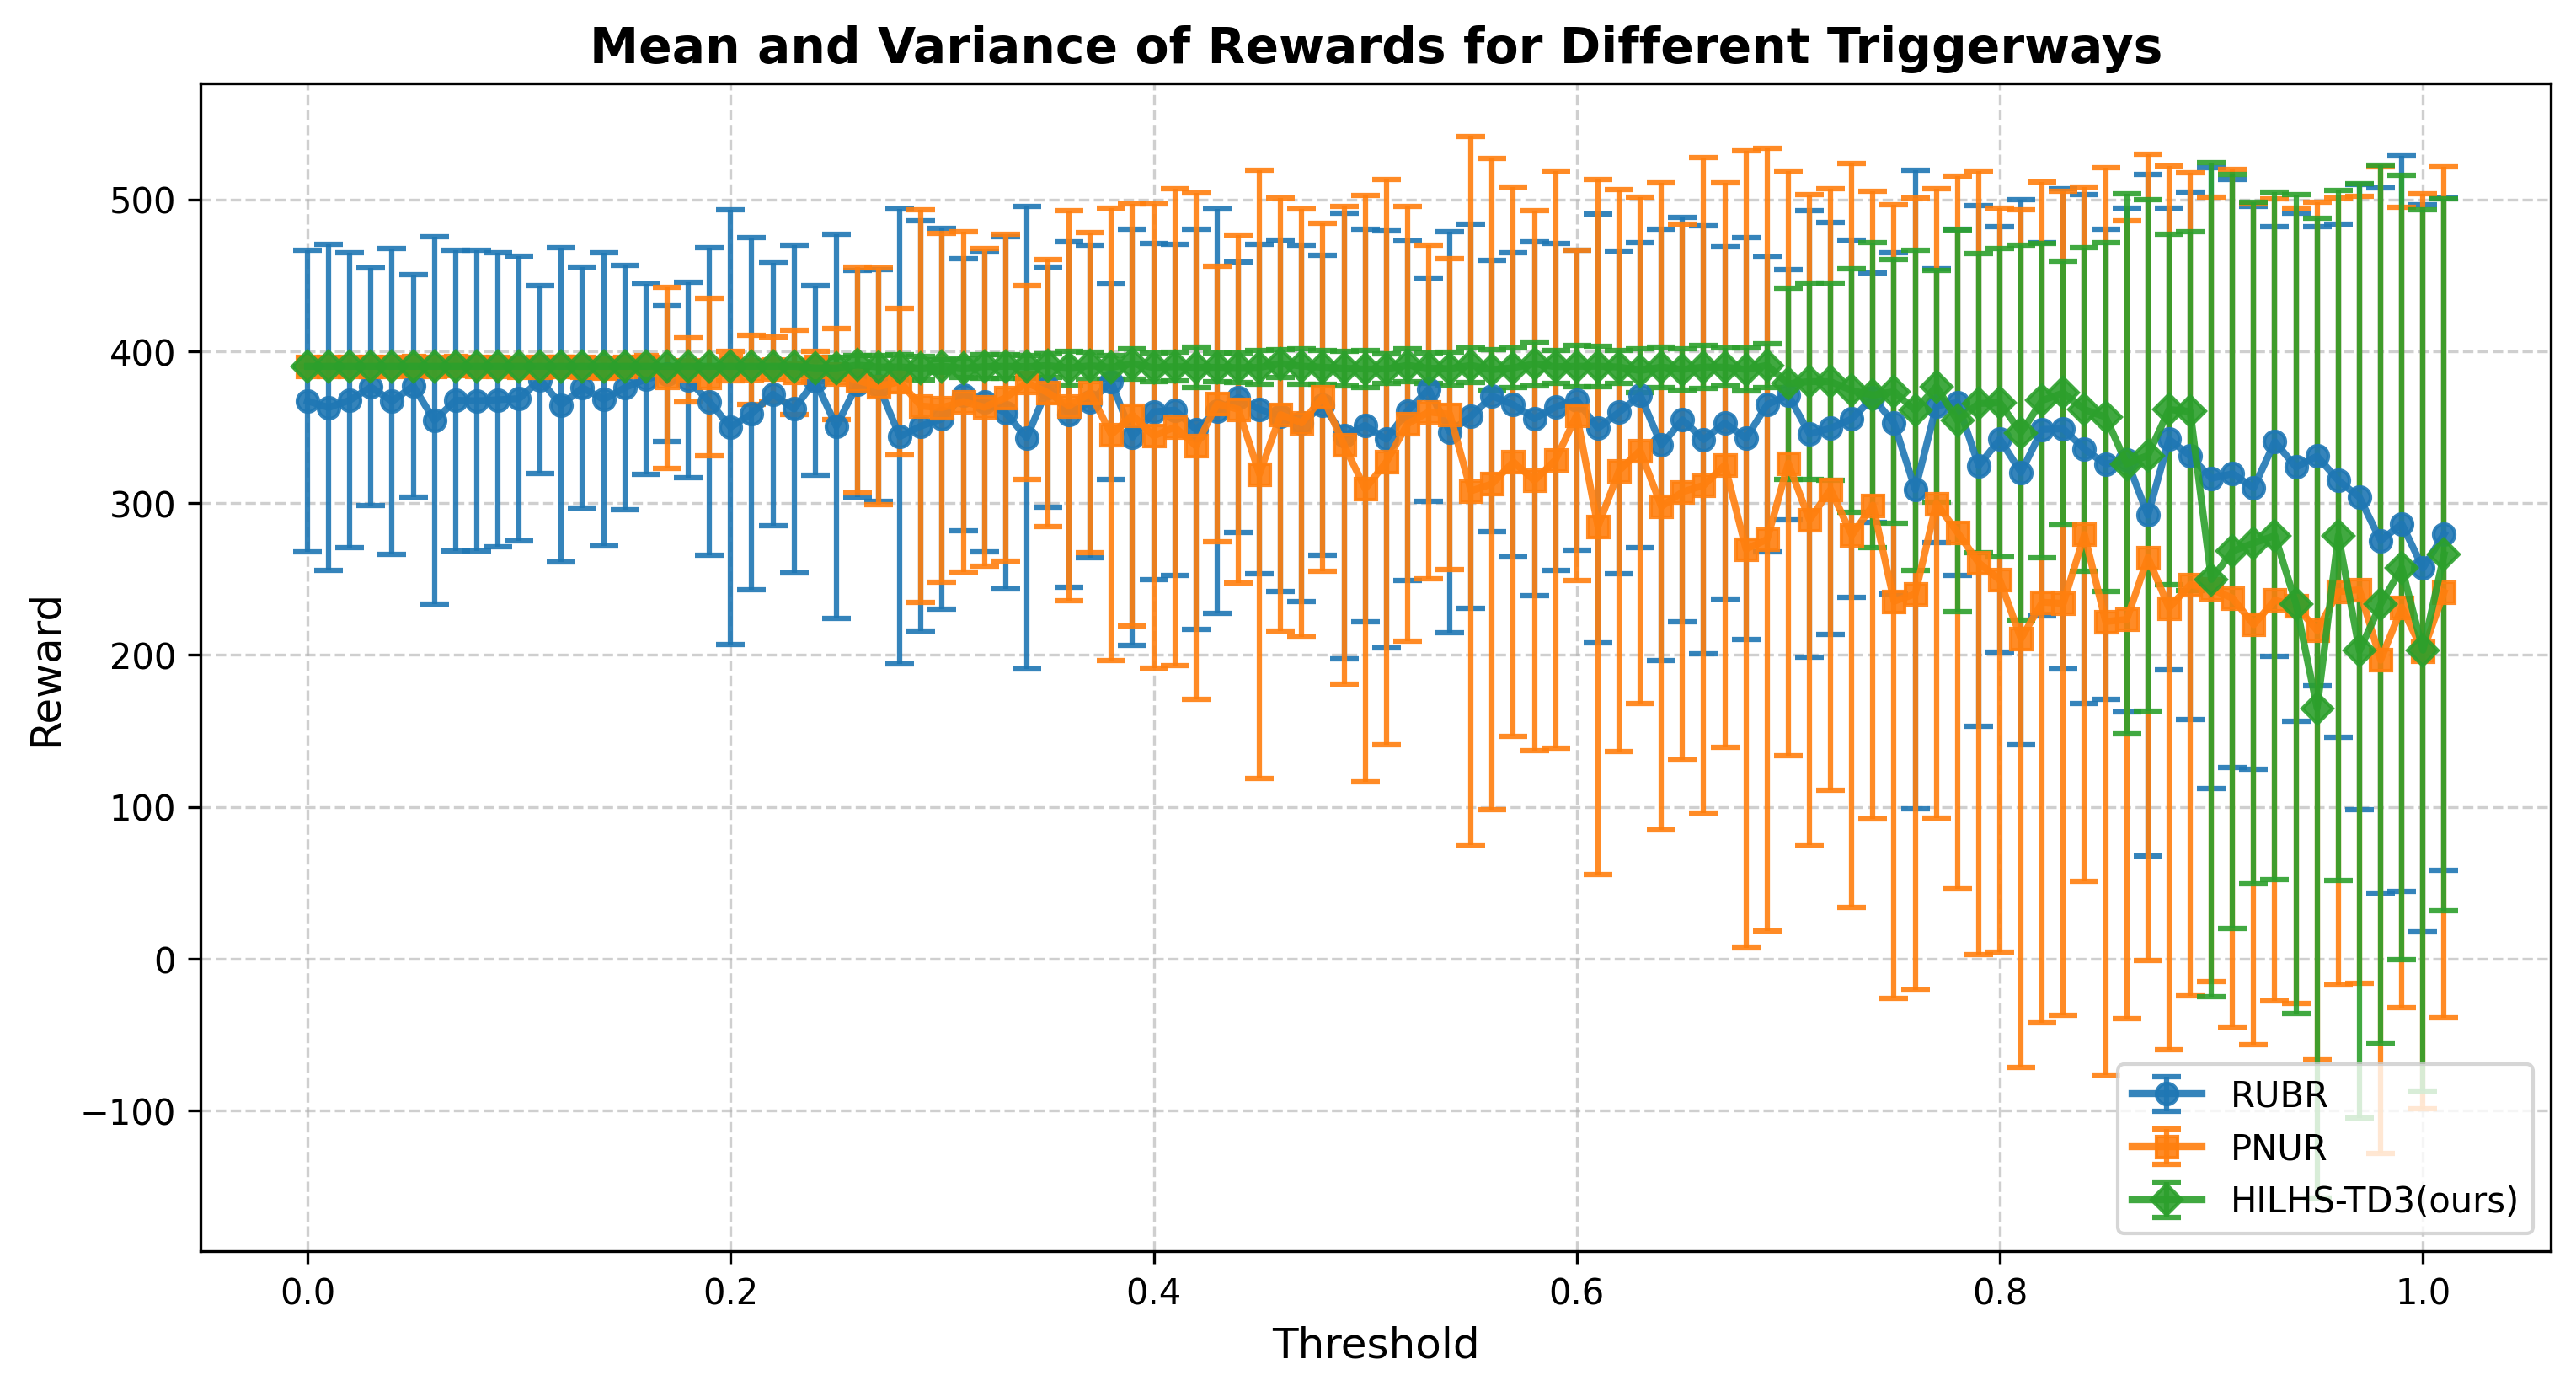 Mean and Variance of Rewards for Different Triggerways
Reward
500
400
300
200
100
0
−100
0.0 0.2 0.4 0.6 0.8 1.0
Threshold
RUBR
PNUR
HILHS-TD3(ours)